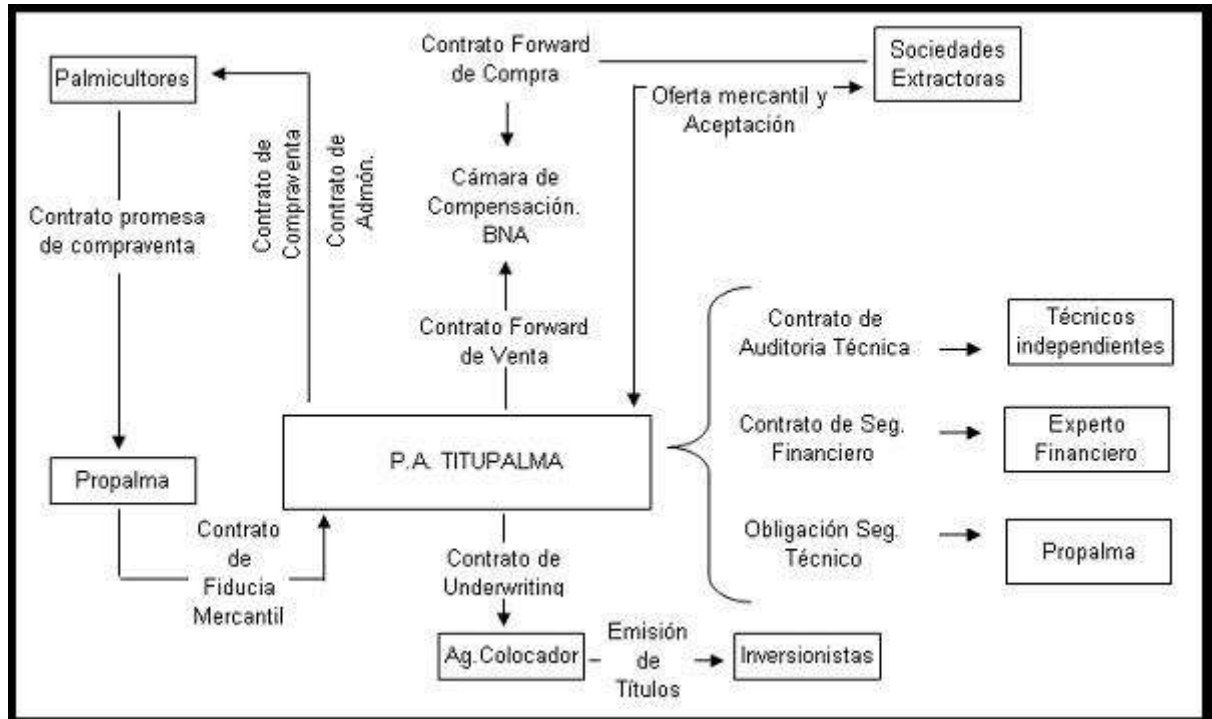 Contrato Forward
de Compra
Sociedades
Extractoras
Palmicultores
Oferta mercantil y
Aceptación
Contrato de
Compraventa
Contrato de
Admón.
Cámara de
Compensación.
BNA
Contrato promesa
de compraventa
Contrato Forward
de Venta
Contrato de
Auditoria Técnica
Técnicos
independientes
P.A. TITUPALMA
Contrato de Seg.
Financiero
Experto
Financiero
Propalma
Contrato
de
Fiducia
Mercantil
Contrato de
Underwriting
Obligación Seg.
Técnico
Propalma
Ag.Colocador
Emisión
de
Títulos
Inversionistas